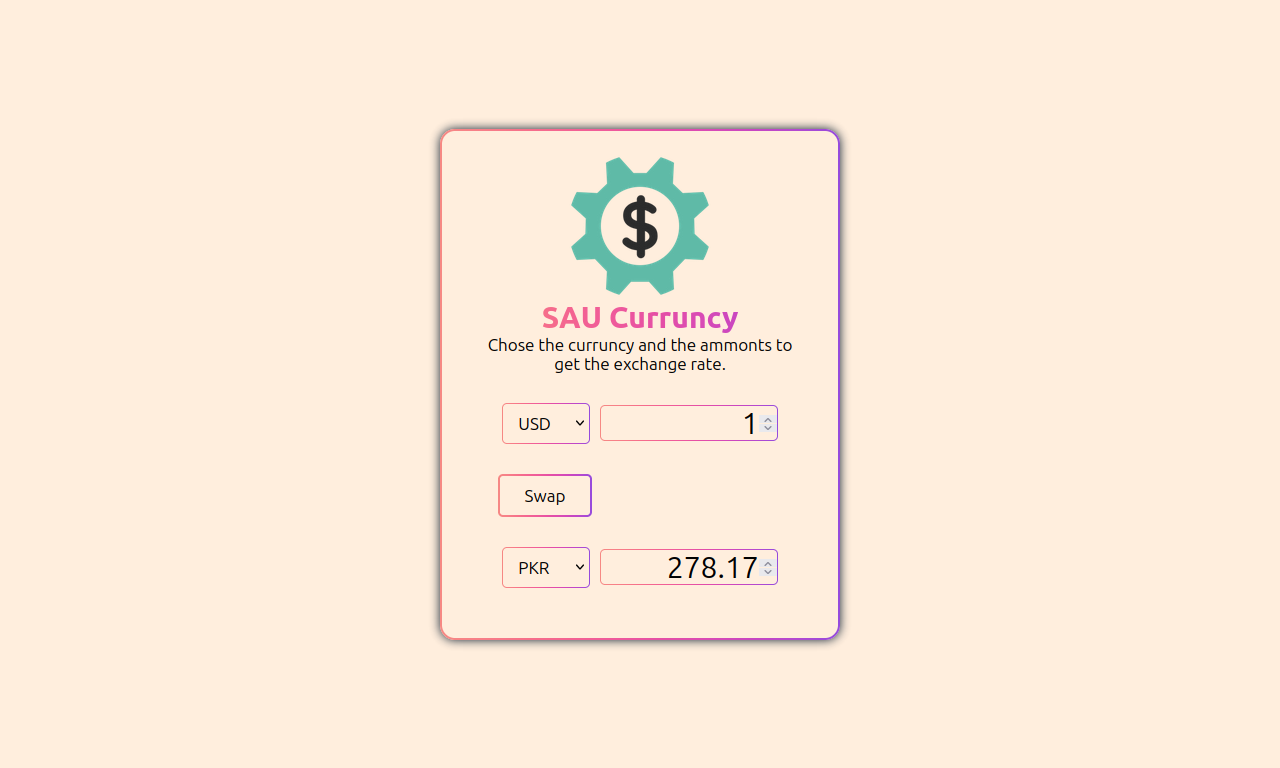 $
SAU Curruncy
Chose the curruncy and the ammonts to
get the exchange rate.
USD 1
Swap
PKR 278.17